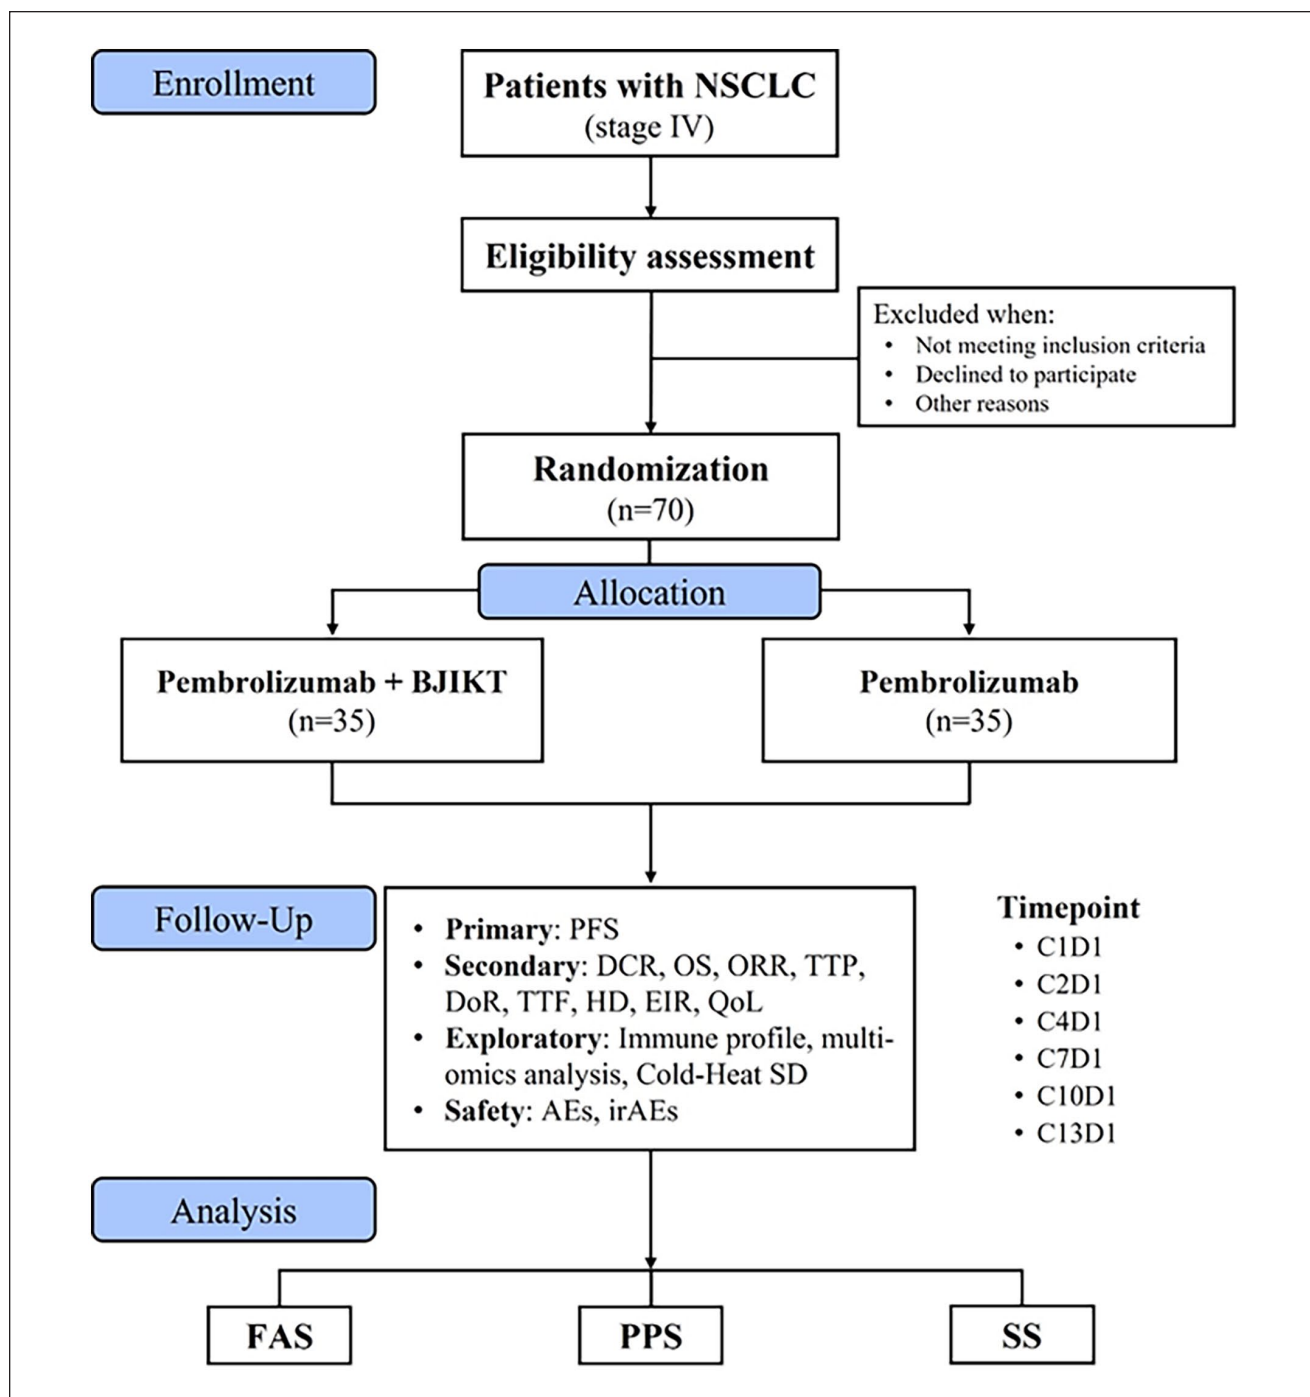 Enrollment
Patients with NSCLC
(stage IV)
Eligibility assessment
Excluded when:
• Not meeting inclusion criteria
• Declined to participate
• Other reasons
Randomization
(n=70)
Allocation
Pembrolizumab + BJIKT
(n=35)
Pembrolizumab
(n=35)
Follow-Up
• Primary: PFS
• Secondary: DCR, OS, ORR, TTP,
DoR, TTF, HD, EIR, QoL
• Exploratory: Immune profile, multi-
omics analysis, Cold-Heat SD
• Safety: AEs, irAEs
Timepoint
• C1D1
• C2D1
• C4D1
• C7D1
• C10D1
• C13D1
Analysis
FAS
PPS
SS